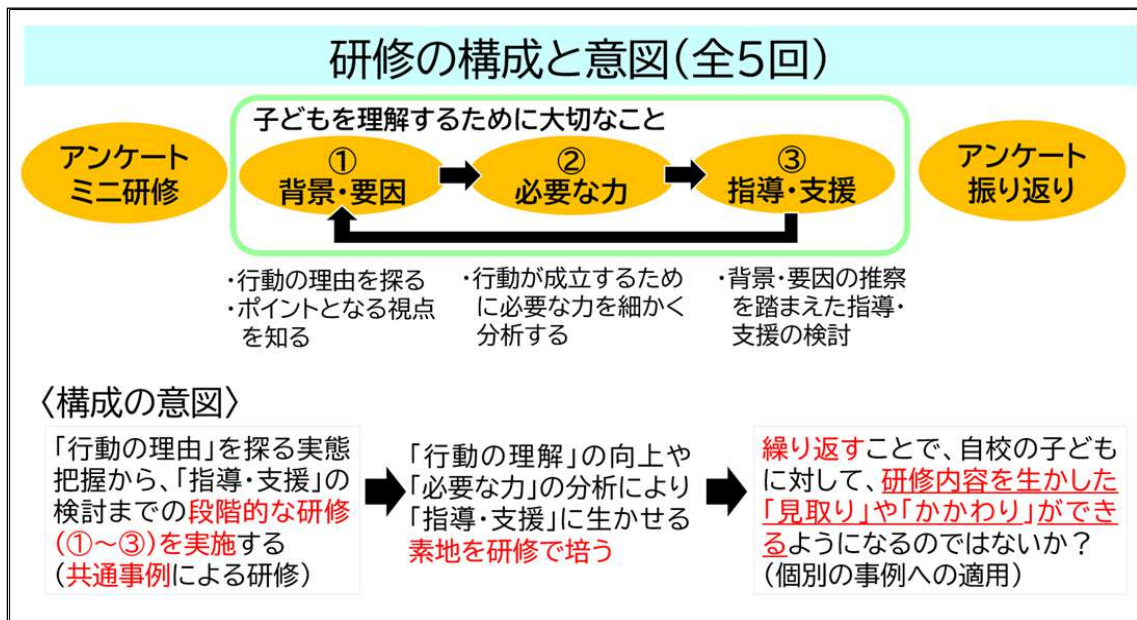 研修の構成と意図(全5回)
子どもを理解するために大切なこと
アンケート
ミニ研修
①
背景・要因
②
必要な力
③
指導・支援
アンケート
振り返り
・行動の理由を探る
・ポイントとなる視点
を知る
・行動が成立するため
に必要な力を細かく
分析する
・背景・要因の推察
を踏まえた指導・
支援の検討
〈構成の意図〉
「行動の理由」を探る実態
把握から、「指導・支援」の
検討までの段階的な研修
(①～③)を実施する
(共通事例による研修)
「行動の理解」の向上や
「必要な力」の分析により
「指導・支援」に生かせる
素地を研修で培う
繰り返すことで、自校の子ども
に対して、研修内容を生かした
「見取り」や「かかわり」ができ
るようになるのではないか？
(個別の事例への適用)